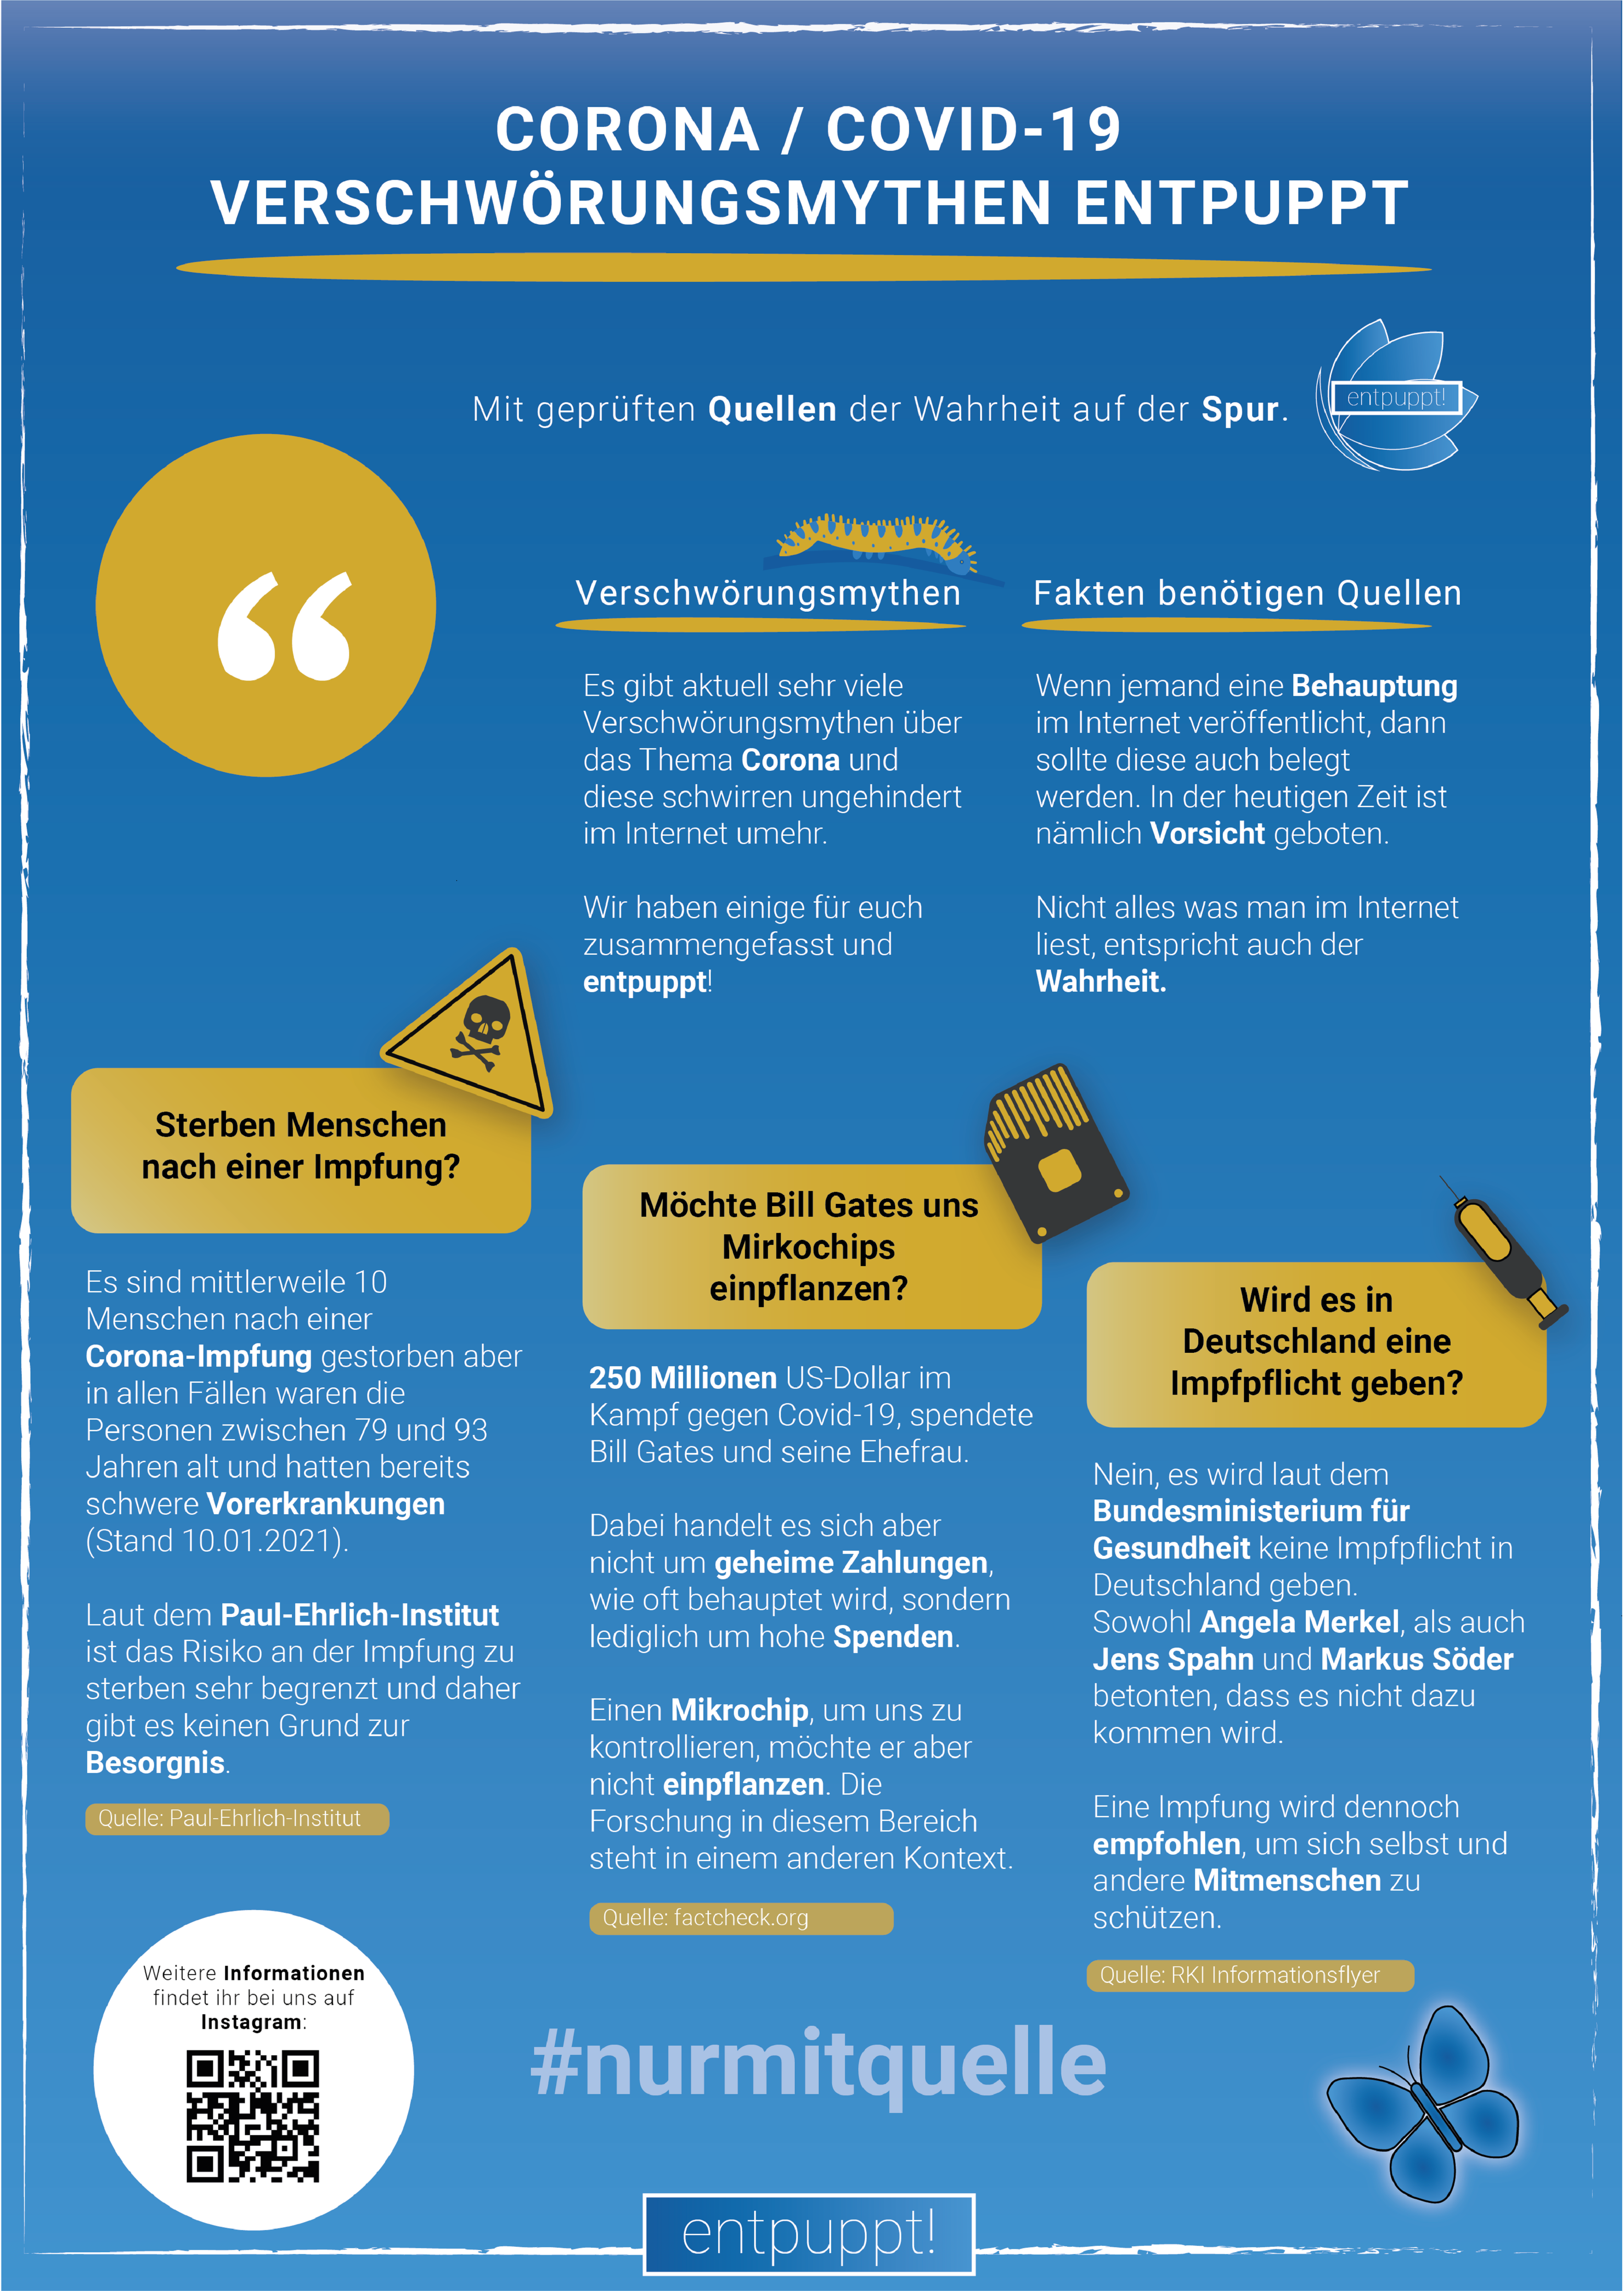 CORONA / COVID-19
VERSCHWÖRUNGSMYTHEN ENTPUPPT
Mit geprüften Quellen der Wahrheit auf der Spur.
entpuppt!
“
Verschwörungsmythen
Es gibt aktuell sehr viele
Verschwörungsmythen über
das Thema Corona und
diese schwirren ungehindert
im Internet umehr.
Wir haben einige für euch
zusammengefasst und
entpuppt!
Fakten benötigen Quellen
Wenn jemand eine Behauptung
im Internet veröffentlicht, dann
sollte diese auch belegt
werden. In der heutigen Zeit ist
nämlich Vorsicht geboten.
Nicht alles was man im Internet
liest, entspricht auch der
Wahrheit.
Sterben Menschen
nach einer Impfung?
Es sind mittlerweile 10
Menschen nach einer
Corona-Impfung gestorben aber
in allen Fällen waren die
Personen zwischen 79 und 93
Jahren alt und hatten bereits
schwere Vorerkrankungen
(Stand 10.01.2021).
Laut dem Paul-Ehrlich-Institut
ist das Risiko an der Impfung zu
sterben sehr begrenzt und daher
gibt es keinen Grund zur
Besorgnis.
Quelle: Paul-Ehrlich-Institut
Möchte Bill Gates uns
Mirkochips
einpflanzen?
250 Millionen US-Dollar im
Kampf gegen Covid-19, spendete
Bill Gates und seine Ehefrau.
Dabei handelt es sich aber
nicht um geheime Zahlungen,
wie oft behauptet wird, sondern
lediglich um hohe Spenden.
Einen Mikrochip, um uns zu
kontrollieren, möchte er aber
nicht einpflanzen. Die
Forschung in diesem Bereich
steht in einem anderen Kontext.
Quelle: factcheck.org
Wird es in
Deutschland eine
Impfpflicht geben?
Nein, es wird laut dem
Bundesministerium für
Gesundheit keine Impfpflicht in
Deutschland geben.
Sowohl Angela Merkel, als auch
Jens Spahn und Markus Söder
betonten, dass es nicht dazu
kommen wird.
Eine Impfung wird dennoch
empfohlen, um sich selbst und
andere Mitmenschen zu
schützen.
Quelle: RKI Informationsflyer
Weitere Informationen
findet ihr bei uns auf
Instagram:
#nurmitquelle
entpuppt!